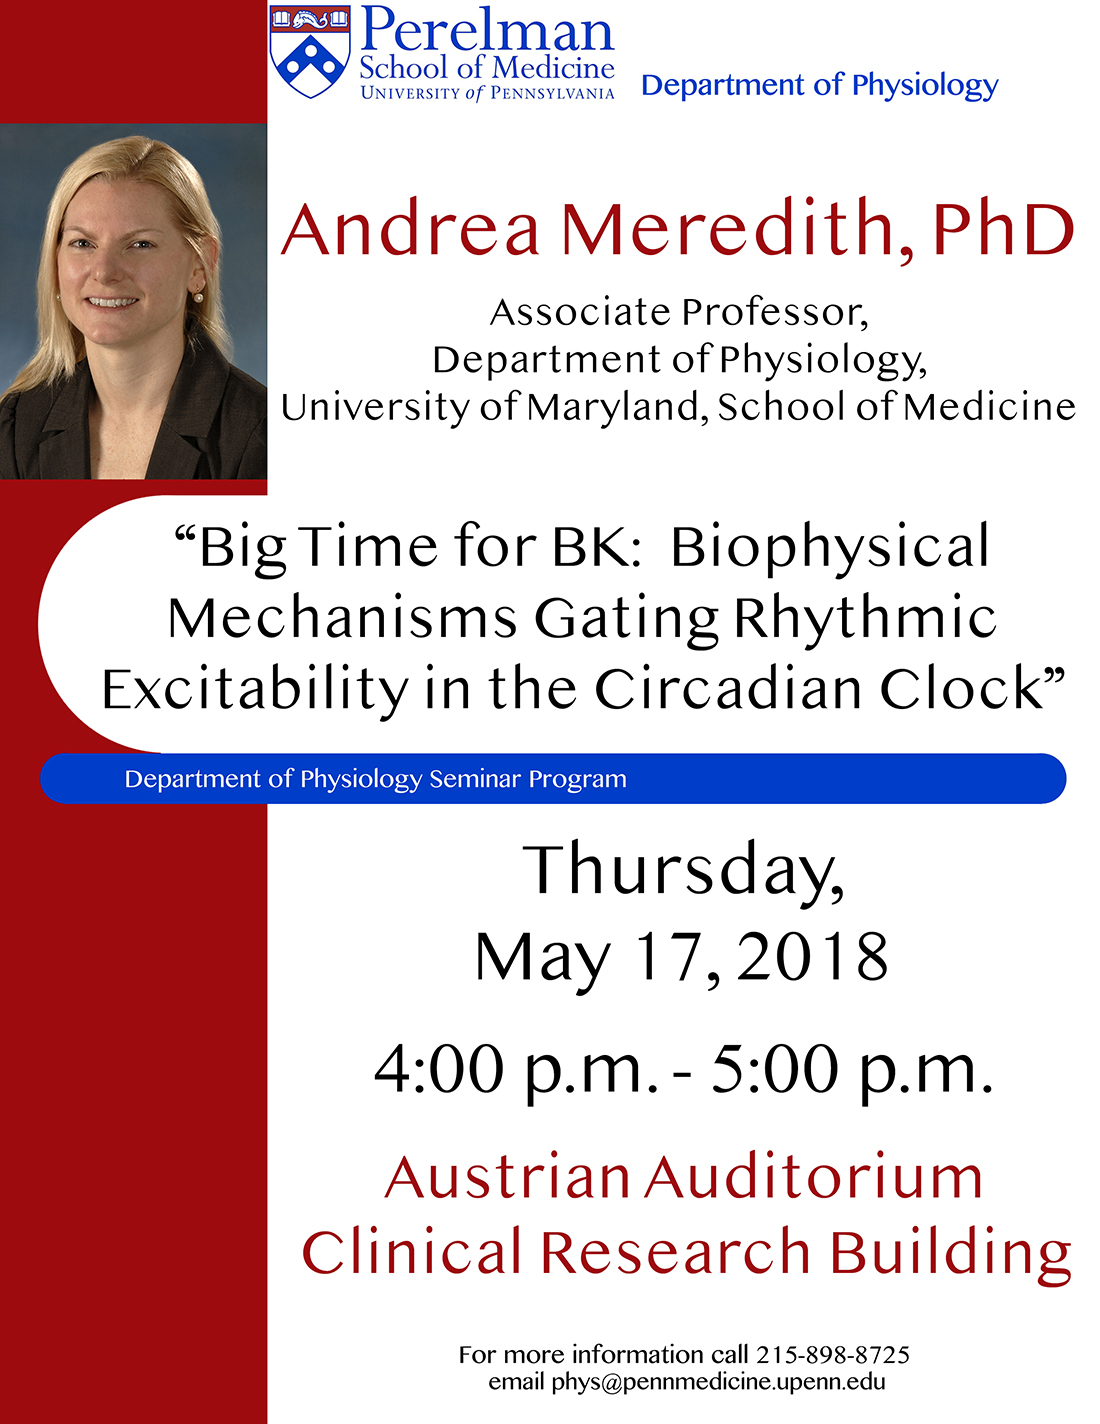 Perelman
School of Medicine
University of Pennsylvania
Department of Physiology
Andrea Meredith, PhD
Associate Professor,
Department of Physiology,
University of Maryland, School of Medicine
“Big Time for BK: Biophysical
Mechanisms Gating Rhythmic
Excitability in the Circadian Clock”
Department of Physiology Seminar Program
Thursday,
May 17, 2018
4:00 p.m. - 5:00 p.m.
Austrian Auditorium
Clinical Research Building
For more information call 215-898-8725
email phys@pennmedicine.upenn.edu